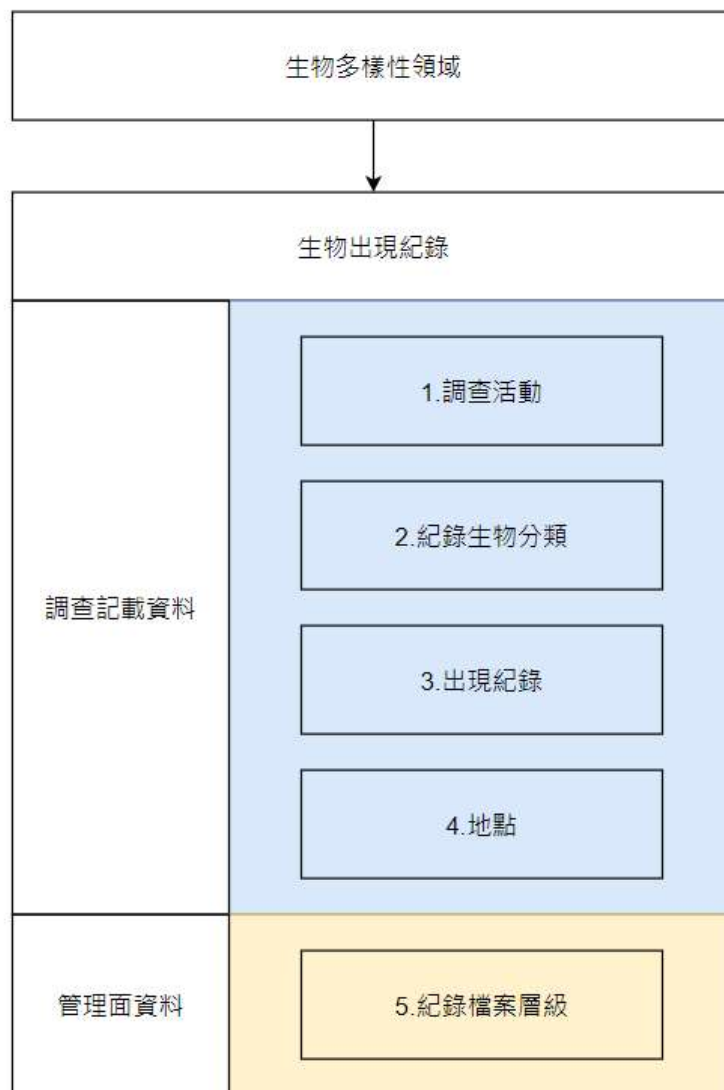 生物多樣性領域
生物出現紀錄
調查記載資料
1.調查活動
2.紀錄生物分類
3.出現紀錄
4.地點
管理面資料
5.紀錄檔案層級